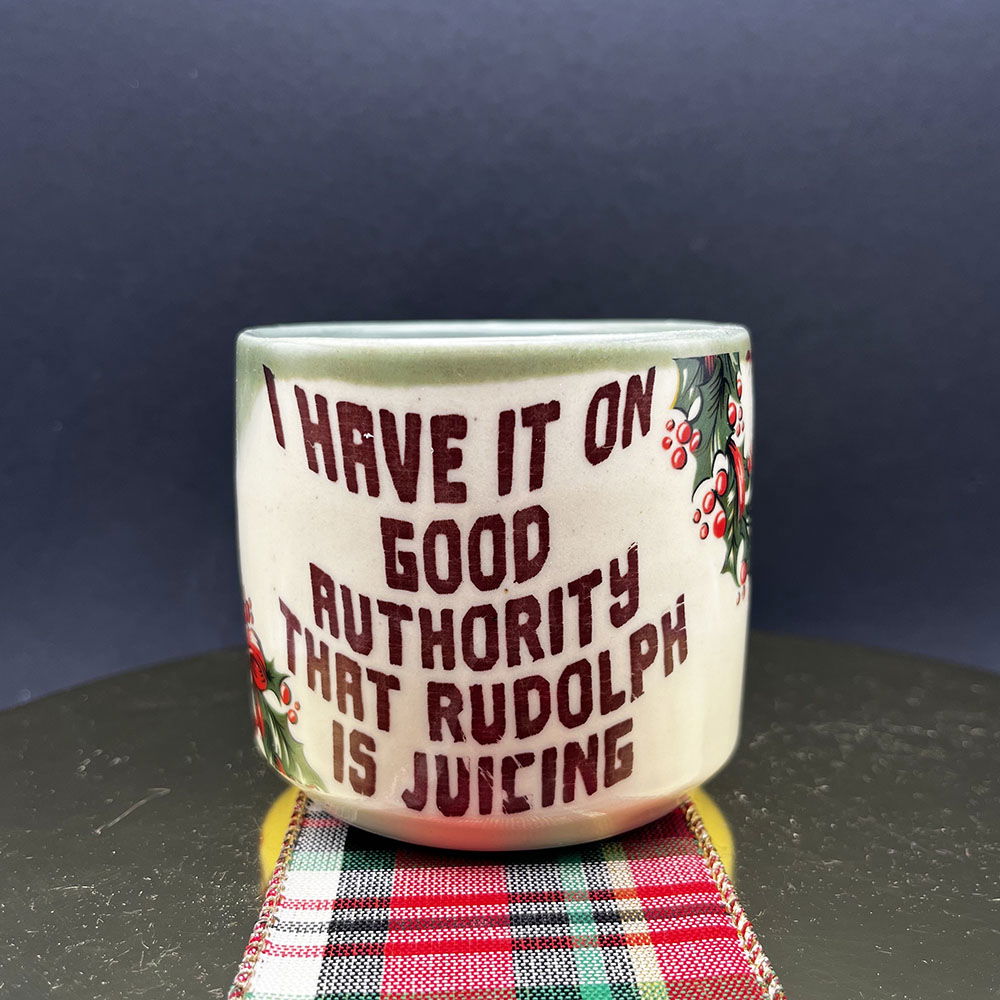 I HAVE IT ON
GOOD
AUTHORITY
THAT RUDOLPH
IS JUICING